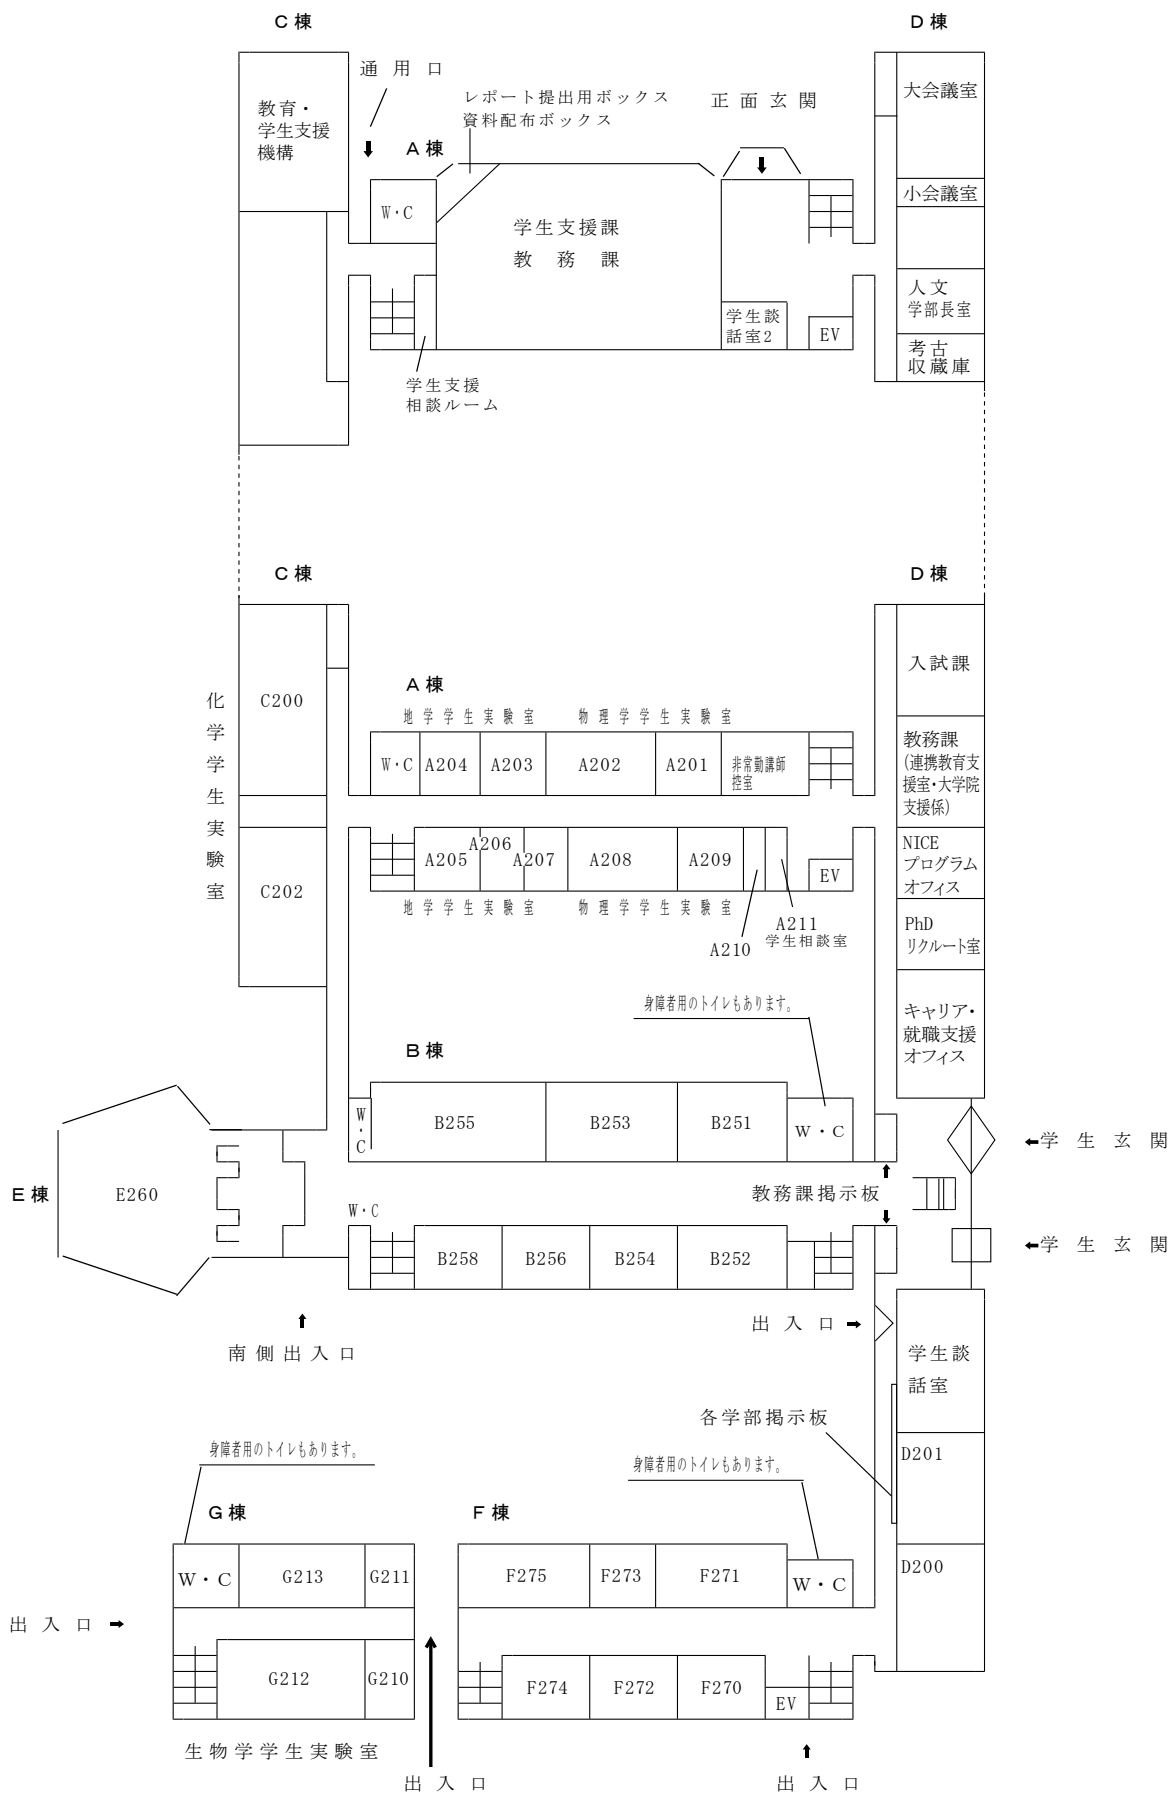 C棟
D棟
通用口
レポート提出用ボックス
資料配布ボックス
正面玄関
大会議室
教育・
学生支援
機構
A棟
W・C
学生支援課
教務課
小会議室
人文
学部長室
学生談
話室2
EV
考古
収蔵庫
学生支援
相談ルーム
C棟
D棟
入試課
A棟
化学学生実験室
C200
地学学生実験室
物理学学生実験室
W・C
A204
A203
A202
A201
非常勤講師
控室
教務課
(連携教育支
援室・大学院
支援係)
A205
A206
A207
A208
A209
EV
NICE
プログラム
オフィス
C202
地学学生実験室
物理学学生実験室
A210
A211
学生相談室
PhD
リクルート室
身障者用のトイレもあります。
キャリア・
就職支援
オフィス
B棟
W・C
B255
B253
B251
W・C
学生玄関
E棟
E260
教務課掲示板
W・C
B258
B256
B254
B252
学生玄関
出入口
南側出入口
学生談
話室
各学部掲示板
身障者用のトイレもあります。
身障者用のトイレもあります。
D201
G棟
F棟
W・C
G213
G211
F275
F273
F271
W・C
D200
出入口
G212
G210
F274
F272
F270
EV
生物学学生実験室
出入口
出入口